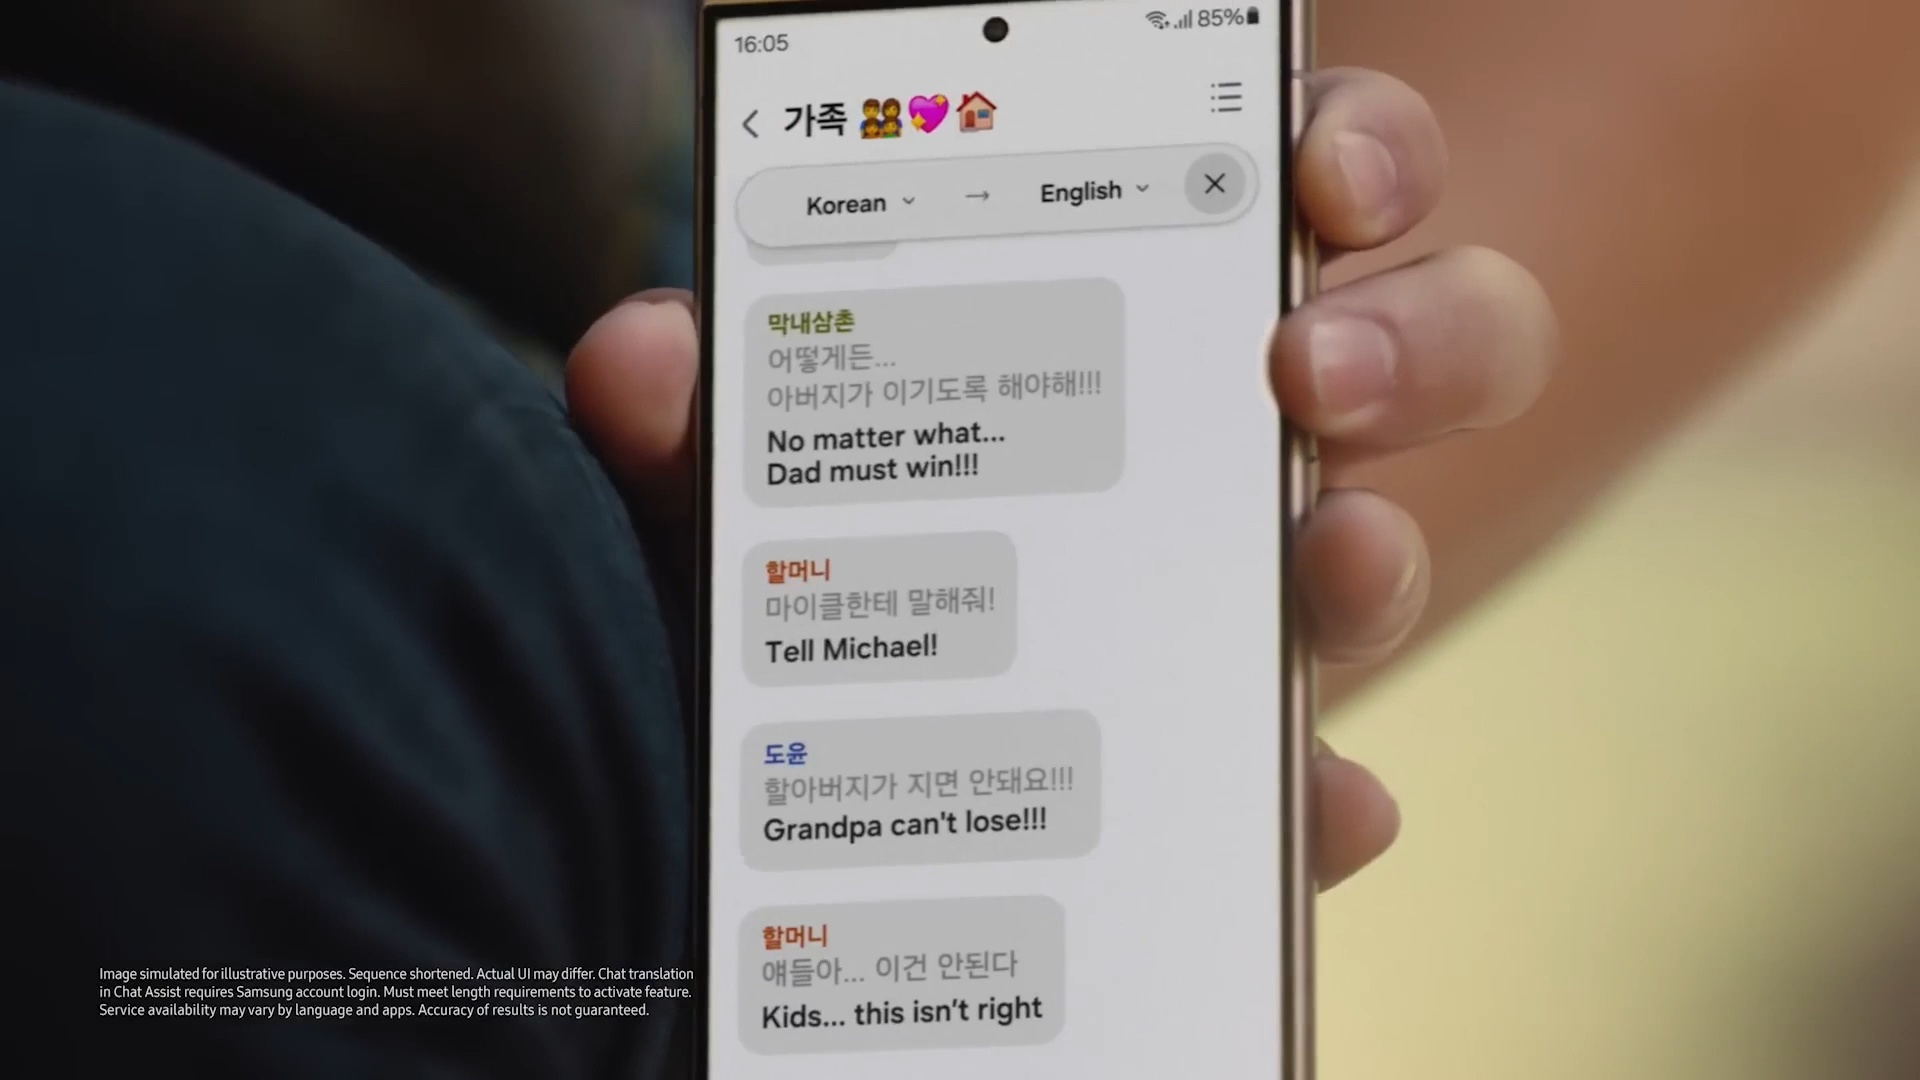 16:05
85%
가족 👨‍👩‍👧‍👦💖🏠
Korean → English
막내삼촌
어떻게든...
아버지가 이기도록 해야해!!!
No matter what...
Dad must win!!!
할머니
마이클한테 말해줘!
Tell Michael!
도윤
할아버지가 지면 안돼요!!!
Grandpa can't lose!!!
할머니
얘들아... 이건 안된다
Kids... this isn't right
Image simulated for illustrative purposes. Sequence shortened. Actual UI may differ. Chat translation
in Chat Assist requires Samsung account login. Must meet length requirements to activate feature.
Service availability may vary by language and apps. Accuracy of results is not guaranteed.